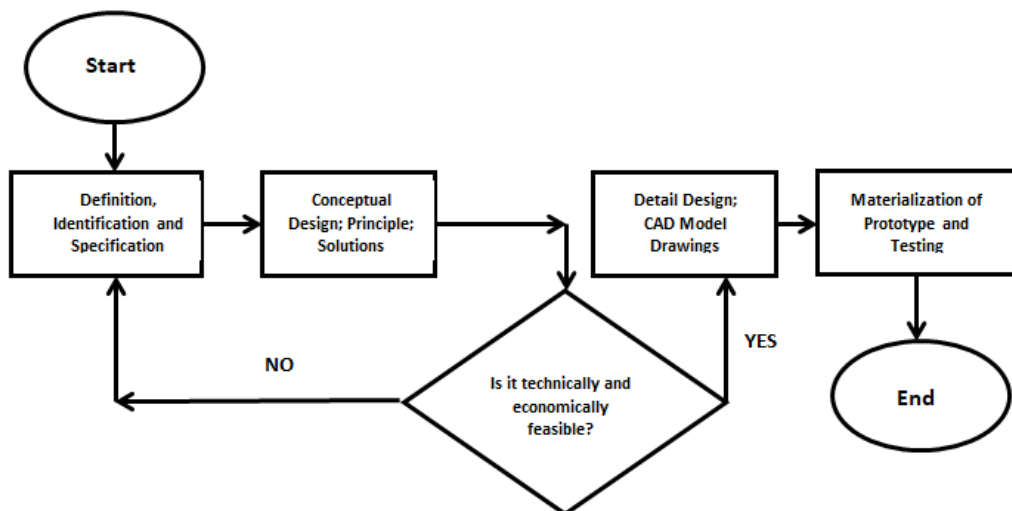 Start
Definition,
Identification and
Specification
Conceptual
Design; Principle;
Solutions
Detail Design;
CAD Model
Drawings
Materialization of
Prototype and
Testing
NO
YES
Is it technically and
economically
feasible?
End